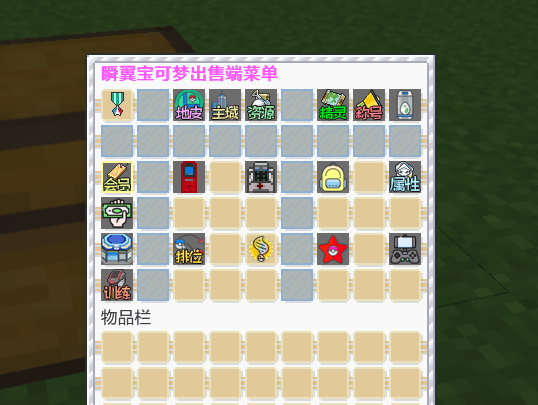 瞬翼宝可梦出售端菜单
地皮 主城 资源 精灵 称号
会员 属性
排位
训练
物品栏